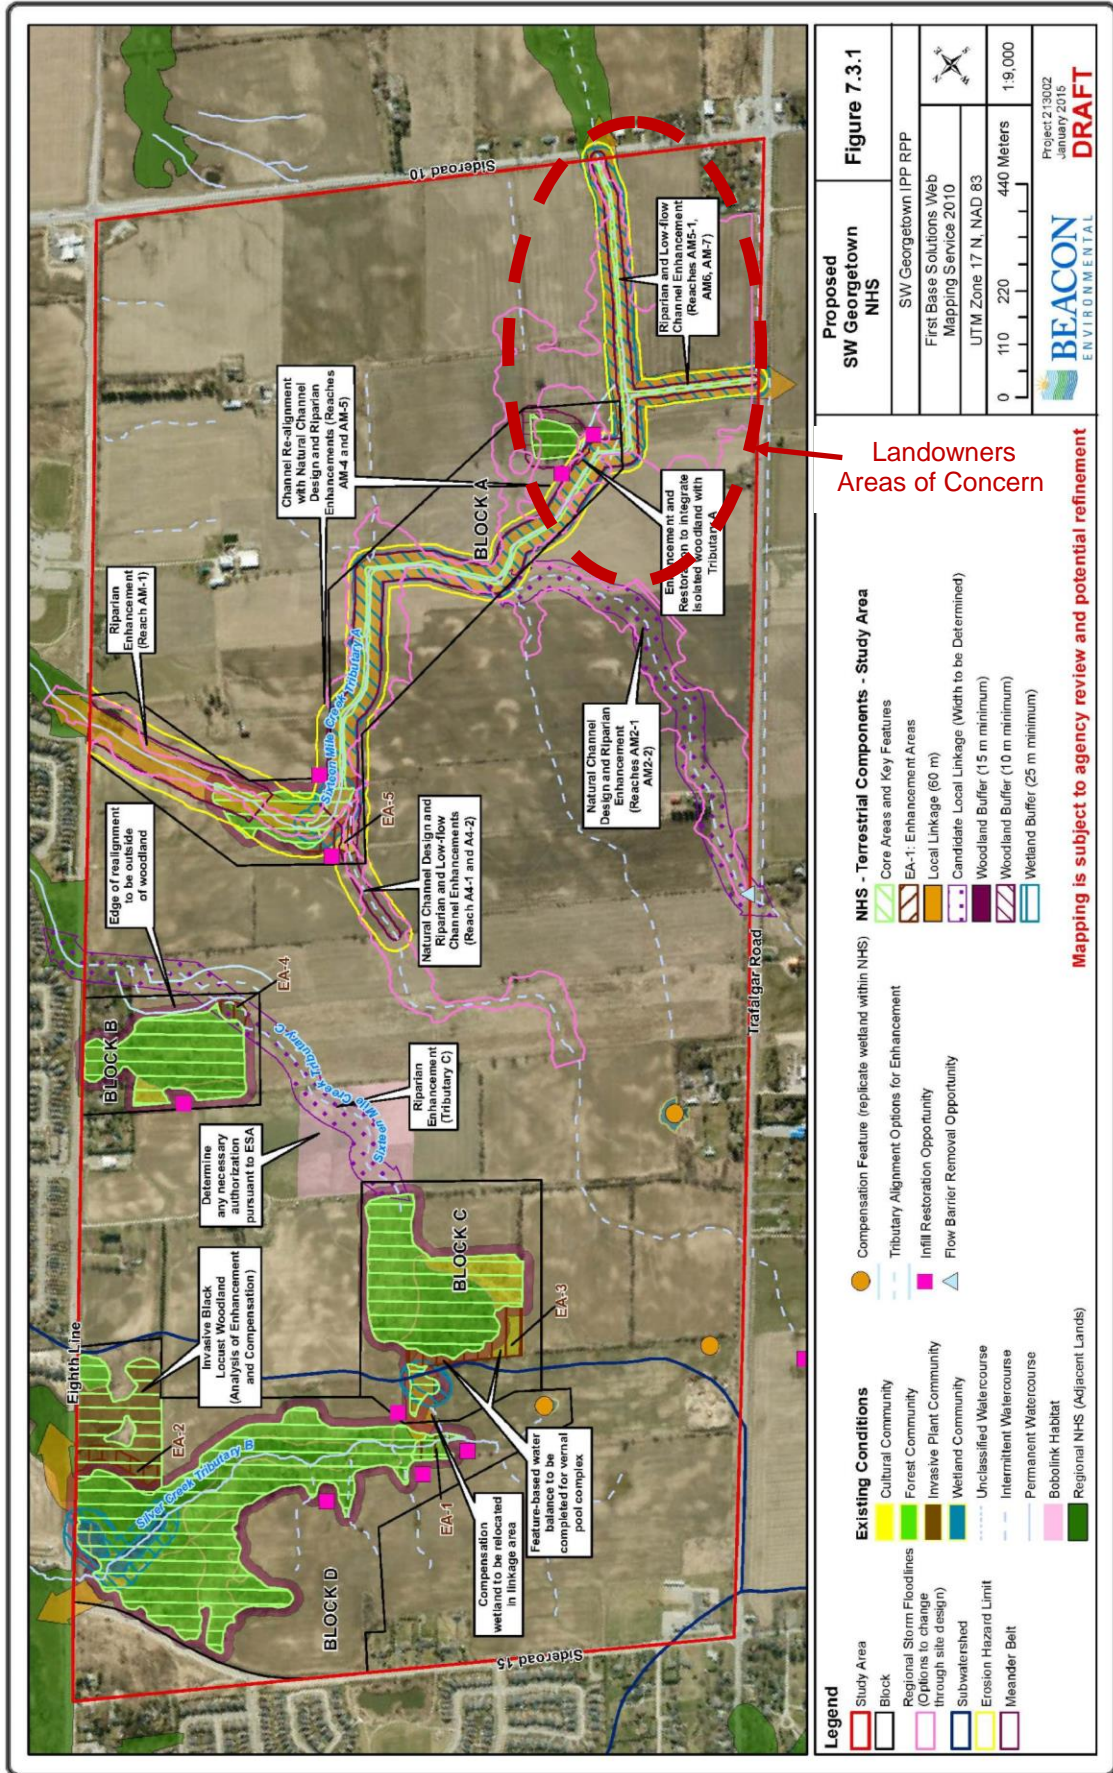 Eighth Line
Sideroad 10
Sideroad 15
Trafalgar Road
BLOCK A
BLOCK B
BLOCK C
BLOCK D
EA-1
EA-2
EA-3
EA-4
EA-5
Silver Creek Tributary B
Sixteen Mile Creek Tributary C
Sixteen Mile Creek Tributary A
Invasive Black
Locust Woodland
(Analysis of Enhancement
and Compensation)
Edge of realignment
to be outside
of woodland
Riparian
Enhancement
(Reach AM-1)
Determine
any necessary
authorization
pursuant to ESA
Riparian
Enhancement
(Tributary C)
Channel Re-alignment
with Natural Channel
Design and Riparian
Enhancements (Reaches
AM-4 and AM-5)
Natural Channel Design and
Riparian and Low-flow
Channel Enhancements
(Reach A4-1 and A4-2)
Natural Channel
Design and Riparian
Enhancement
(Reaches AM2-1
AM2-2)
Riparian and Low-flow
Channel Enhancement
(Reaches AM5-1,
AM6, AM-7)
Enhancement and
Restoration to integrate
Isolated woodland with
Tributary A
Compensation
wetland to be relocated
in linkage area
Feature-based water
balance to be
completed for vernal
pool complex
Landowners
Areas of Concern
Legend
Study Area
Block
Regional Storm Floodlines
(Options to change
through site design)
Subwatershed
Erosion Hazard Limit
Meander Belt
Existing Conditions
Cultural Community
Forest Community
Invasive Plant Community
Wetland Community
Unclassified Watercourse
Intermittent Watercourse
Permanent Watercourse
Bobolink Habitat
Regional NHS (Adjacent Lands)
Compensation Feature (replicate wetland within NHS)
Tributary Alignment Options for Enhancement
Infill Restoration Opportunity
Flow Barrier Removal Opportunity
NHS - Terrestrial Components - Study Area
Core Areas and Key Features
EA-1: Enhancement Areas
Local Linkage (60 m)
Candidate Local Linkage (Width to be Determined)
Woodland Buffer (15 m minimum)
Woodland Buffer (10 m minimum)
Wetland Buffer (25 m minimum)
Mapping is subject to agency review and potential refinement
Proposed
SW Georgetown
NHS
Figure 7.3.1
SW Georgetown IPP RPP
First Base Solutions Web
Mapping Service 2010
UTM Zone 17 N, NAD 83
N
E
S
W
1:9,000
0 110 220 440 Meters
BEACON
ENVIRONMENTAL
Project 213002
January 2015
DRAFT